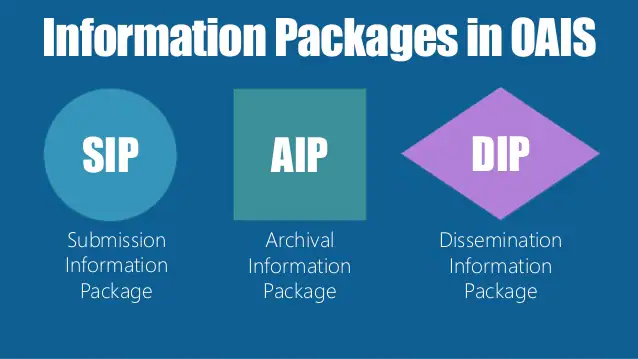 Information Packages in OAIS
SIP
AIP
DIP
Submission
Information
Package
Archival
Information
Package
Dissemination
Information
Package